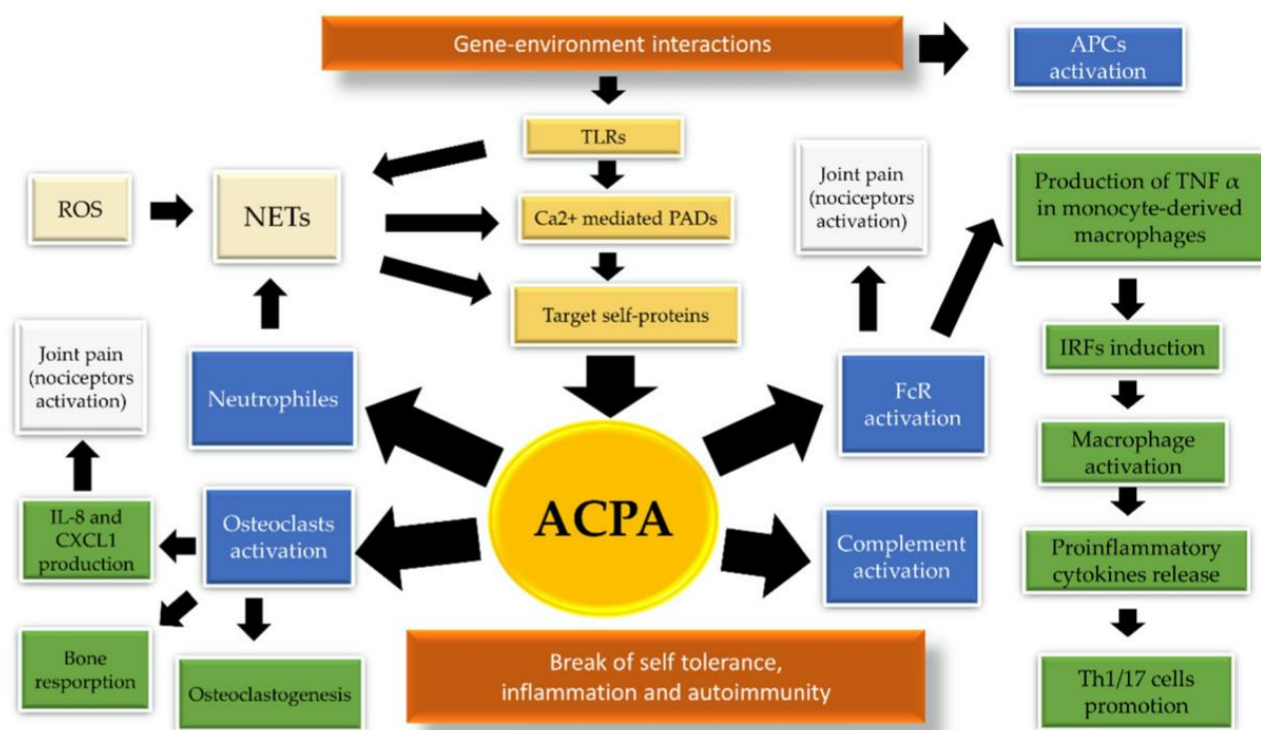 Gene-environment interactions
APCs
activation
TLRs
ROS
NETs
Ca2+ mediated PADs
Joint pain
(nociceptors
activation)
Production of TNF α
in monocyte-derived
macrophages
Target self-proteins
IRFs induction
Joint pain
(nociceptors
activation)
Neutrophiles
FcR
activation
Macrophage
activation
ACPA
IL-8 and
CXCL1
production
Osteoclasts
activation
Complement
activation
Proinflammatory
cytokines release
Bone
resporption
Osteoclastogenesis
Break of self tolerance,
inflammation and autoimmunity
Th1/17 cells
promotion